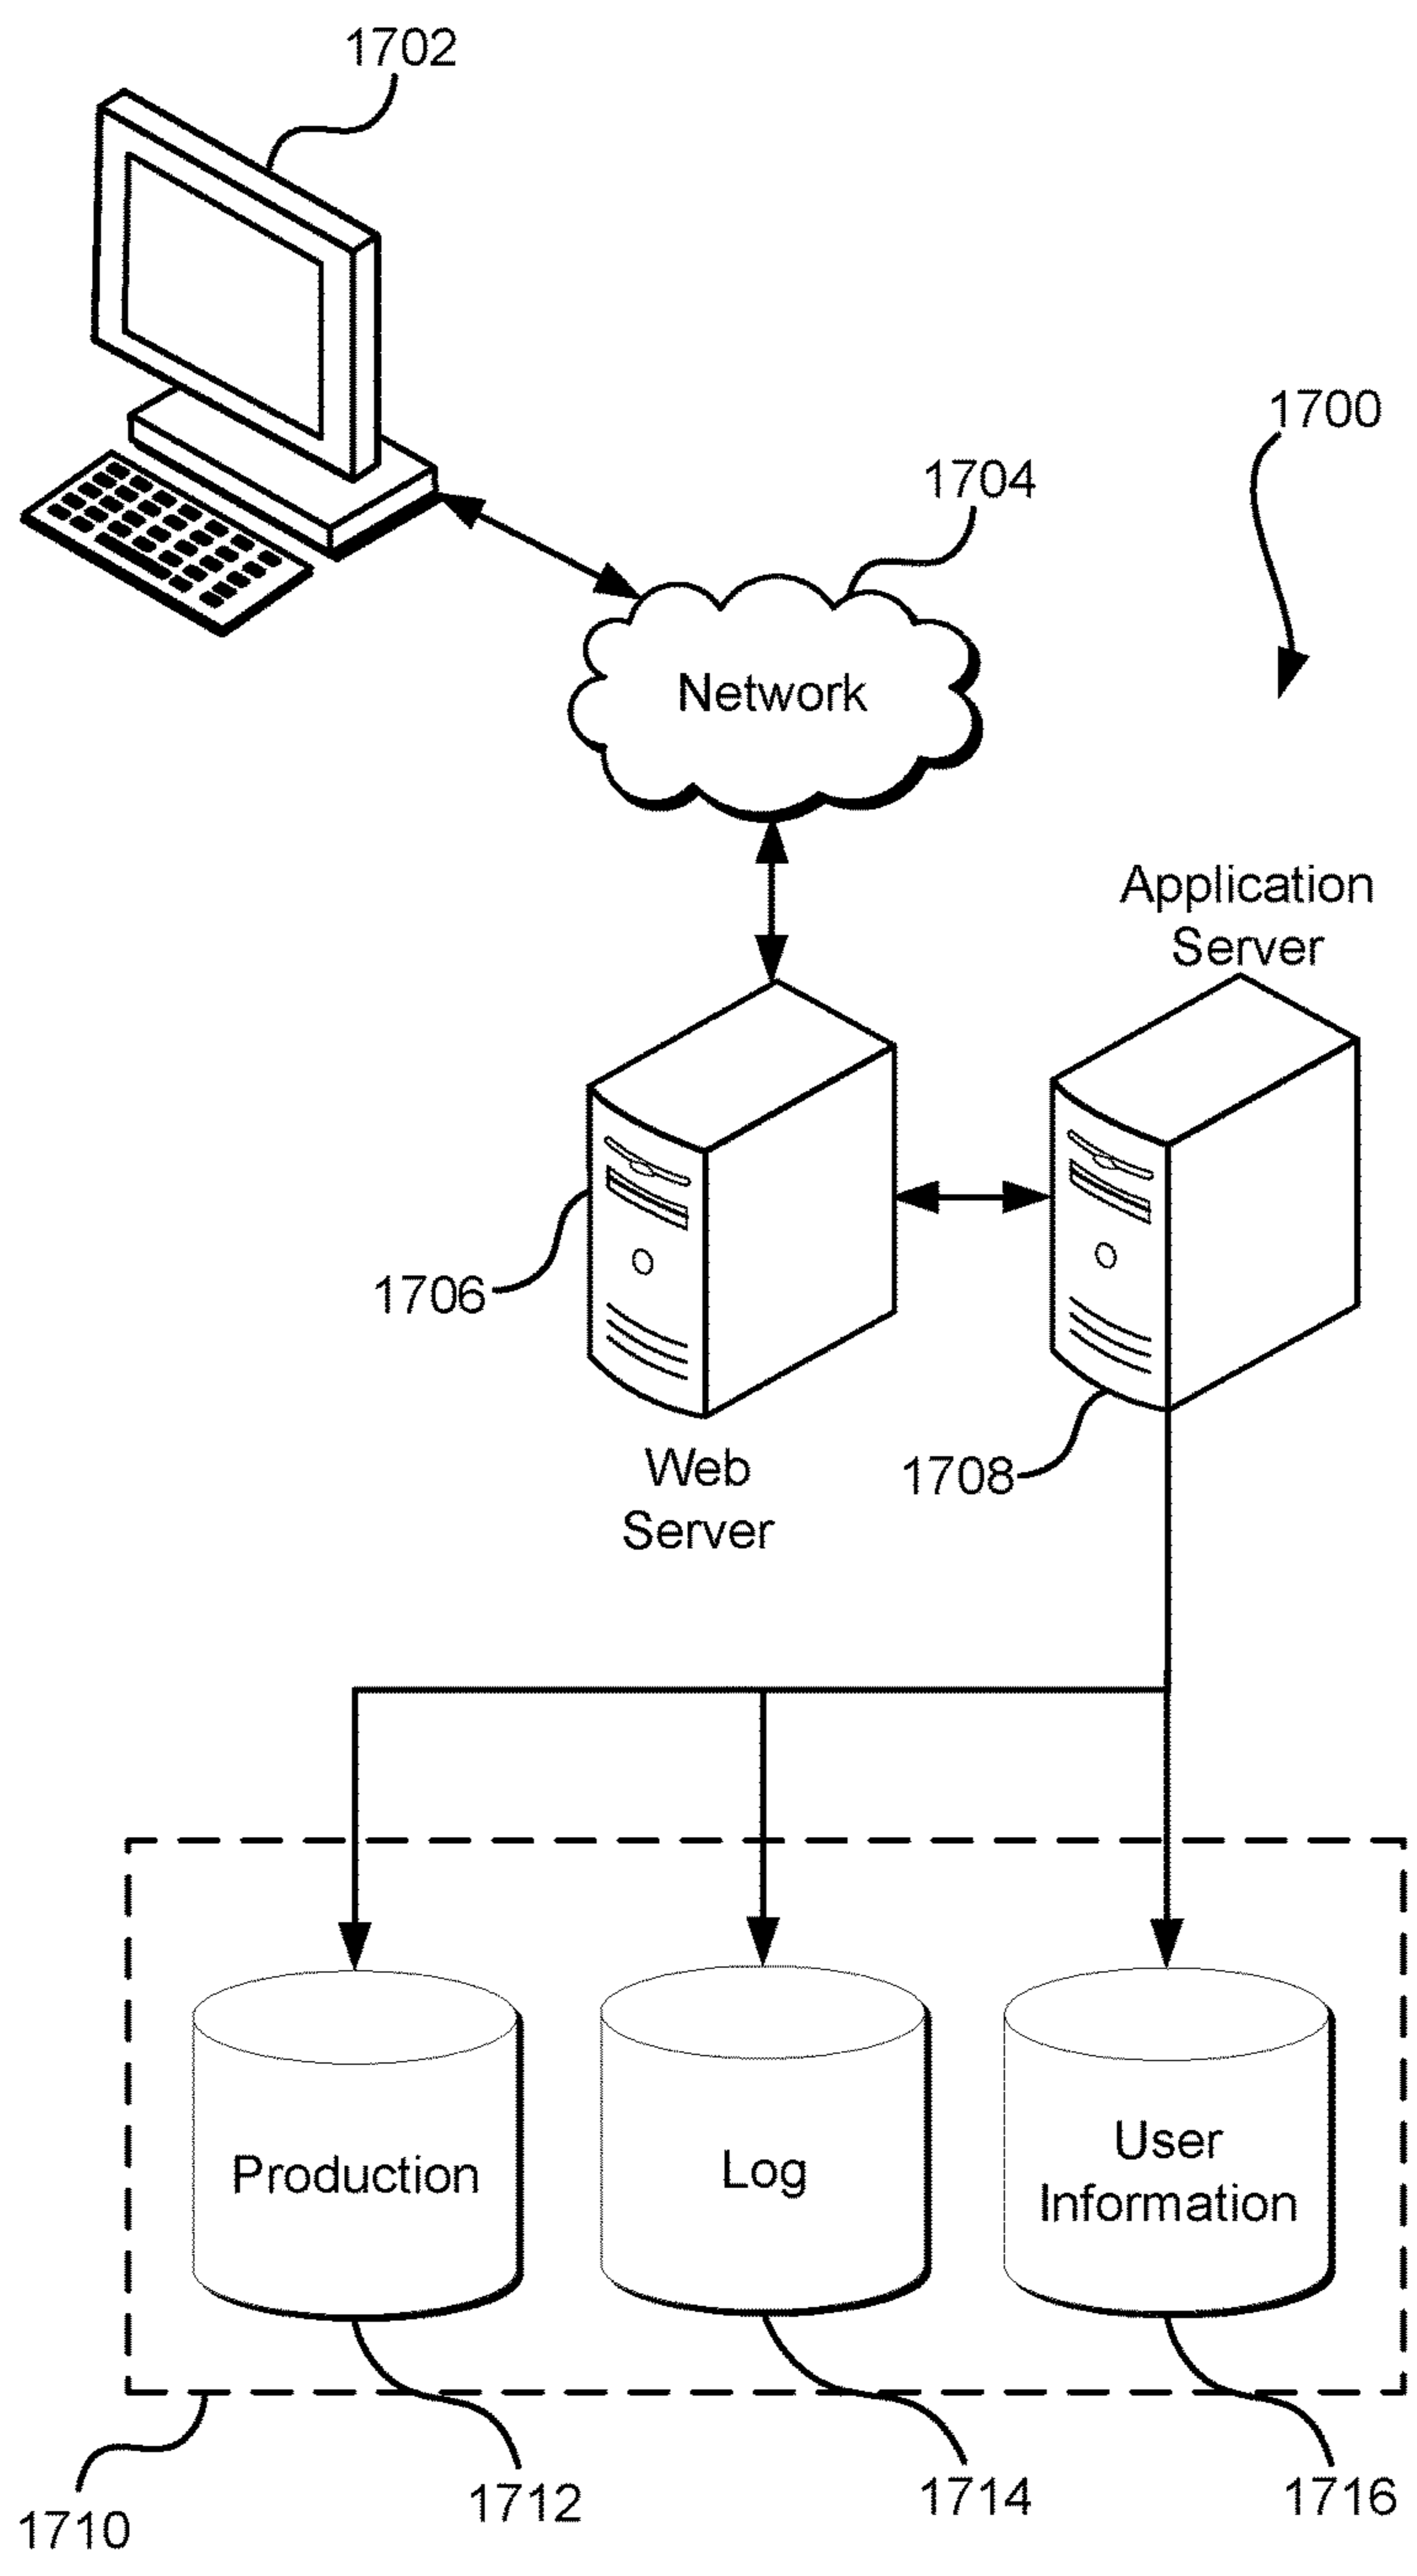 1702
1700
1704
Network
Application
Server
1706
1708
Web
Server
Production
Log
User
Information
1710
1712
1714
1716